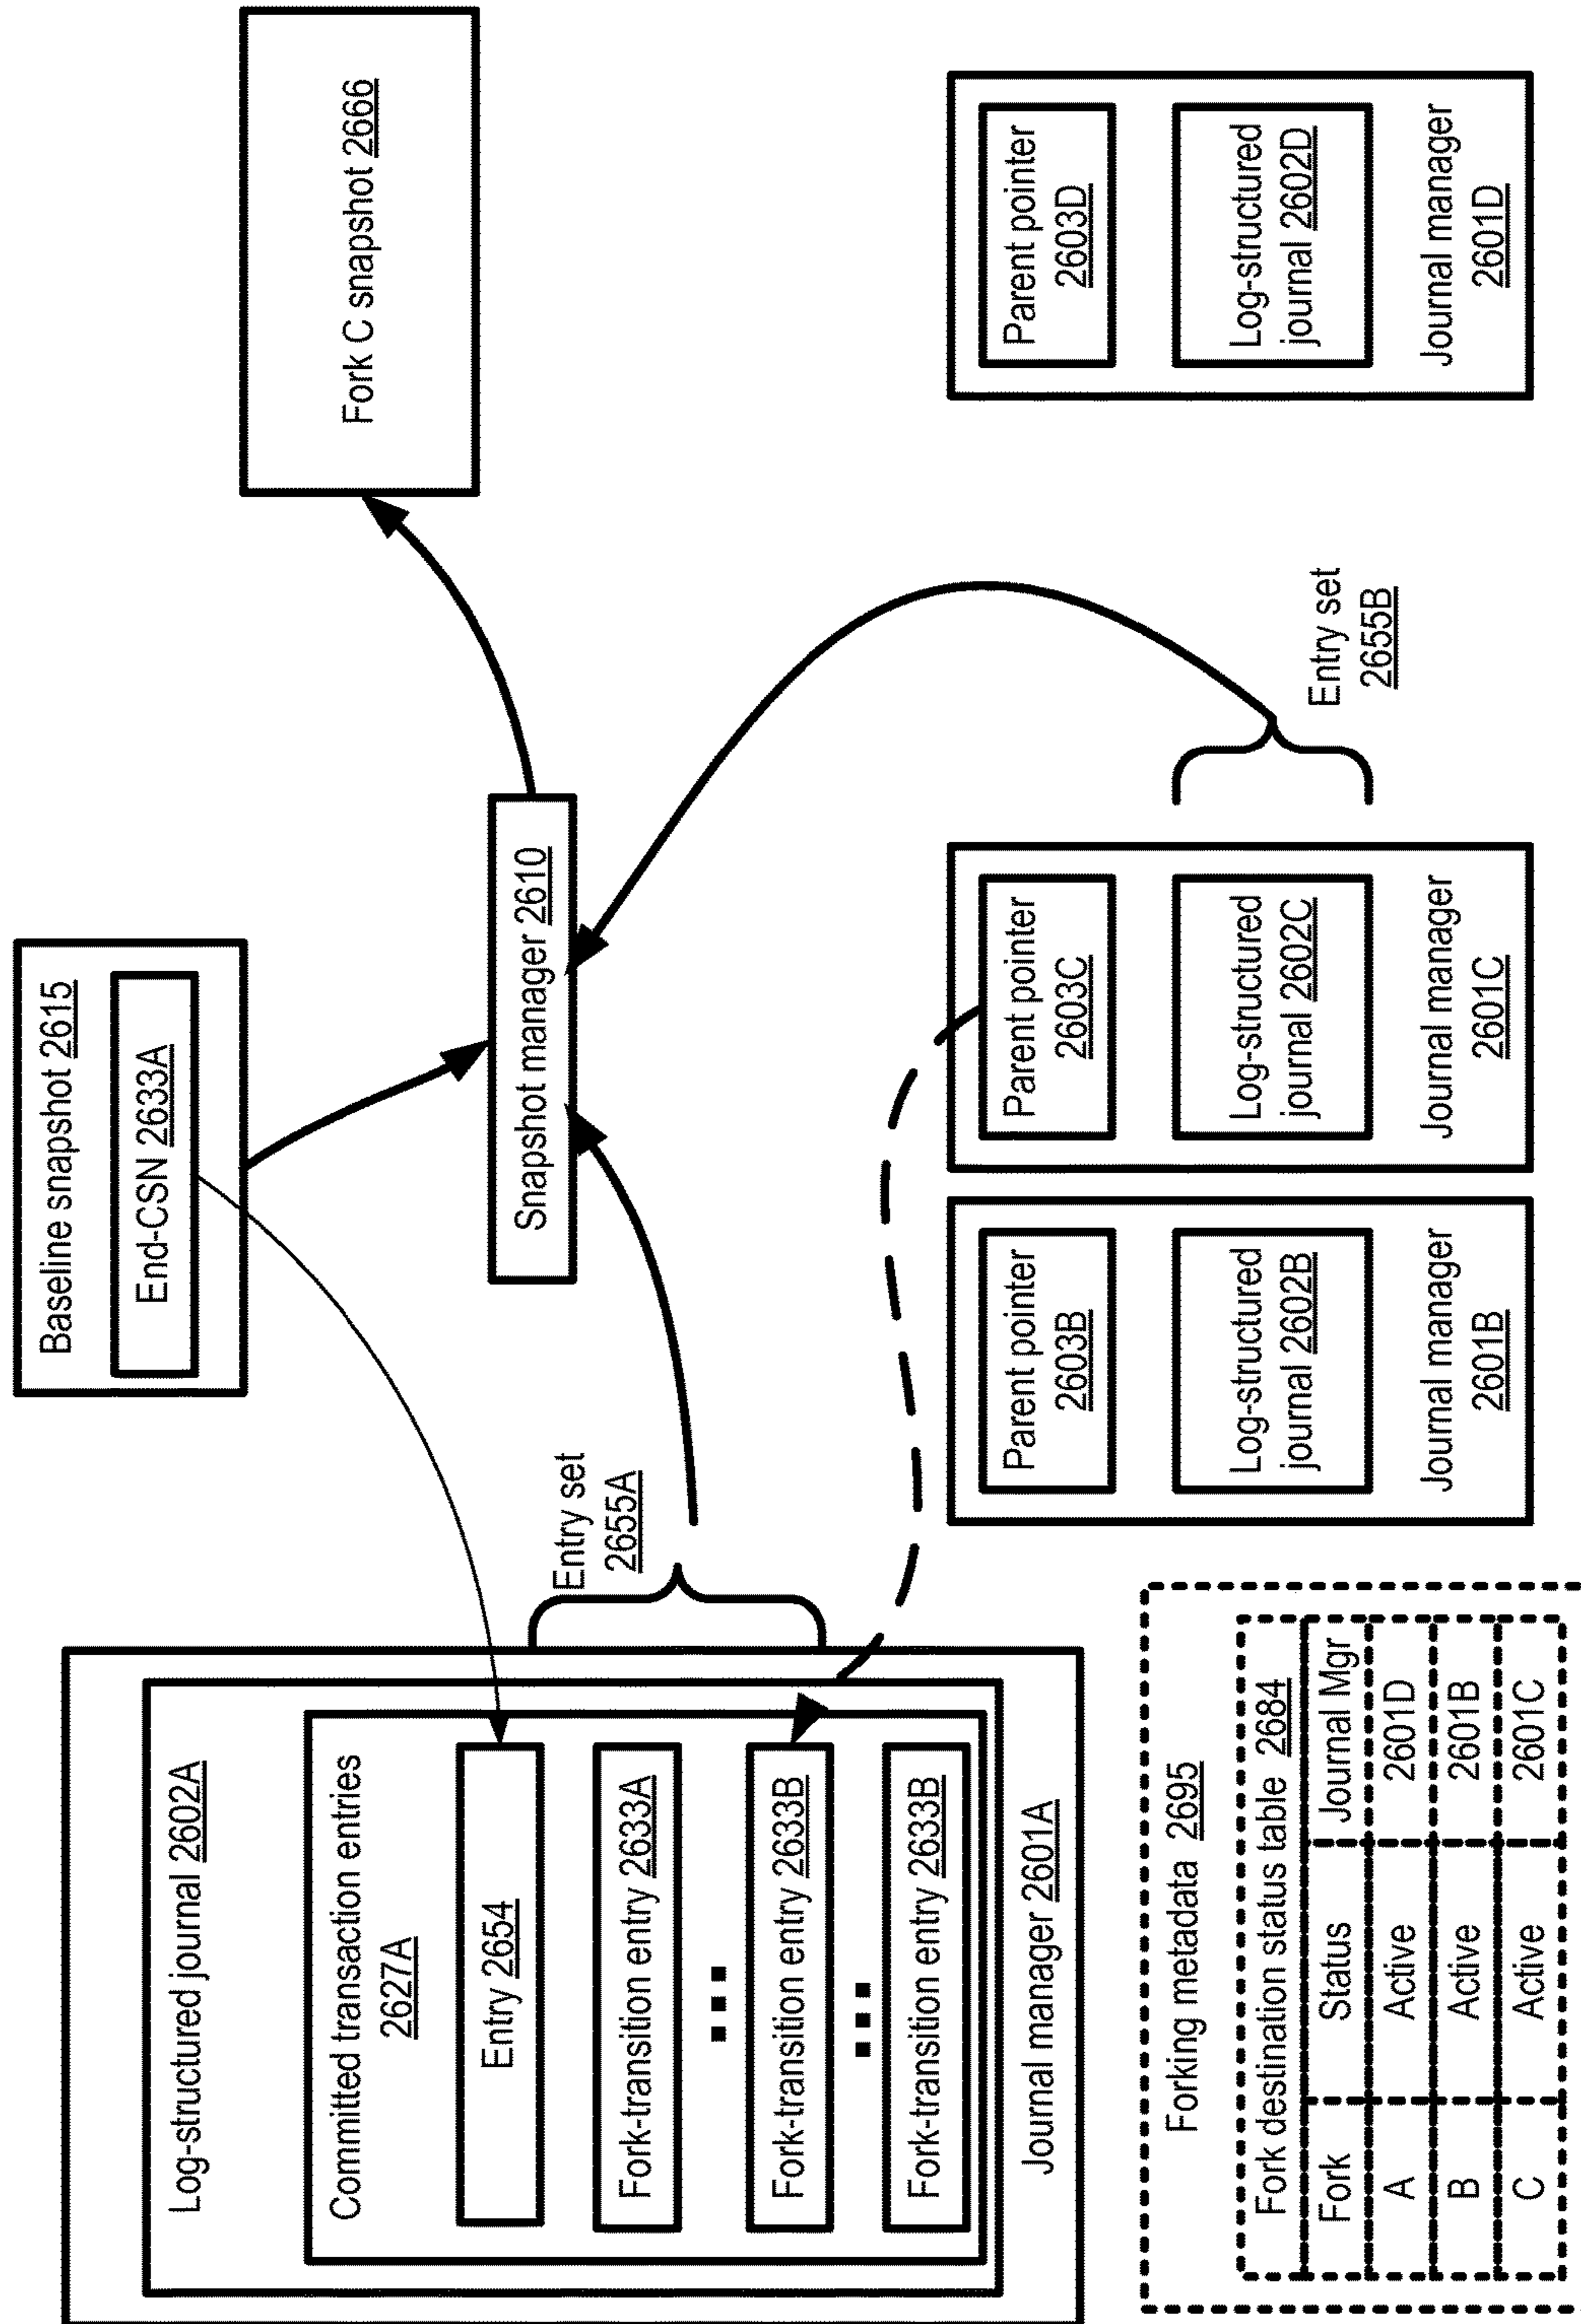 Baseline snapshot 2615
End-CSN 2633A
Fork C snapshot 2666
Snapshot manager 2610
Log-structured journal 2602A
Committed transaction entries
2627A
Entry 2654
Fork-transition entry 2633A
Fork-transition entry 2633B
Fork-transition entry 2633B
Journal manager 2601A
Entry set
2655A
Parent pointer
2603B
Log-structured
journal 2602B
Journal manager
2601B
Parent pointer
2603C
Log-structured
journal 2602C
Journal manager
2601C
Entry set
2655B
Parent pointer
2603D
Log-structured
journal 2602D
Journal manager
2601D
Forking metadata 2695
Fork destination status table 2684
Fork Status Journal Mgr
A Active 2601D
B Active 2601B
C Active 2601C